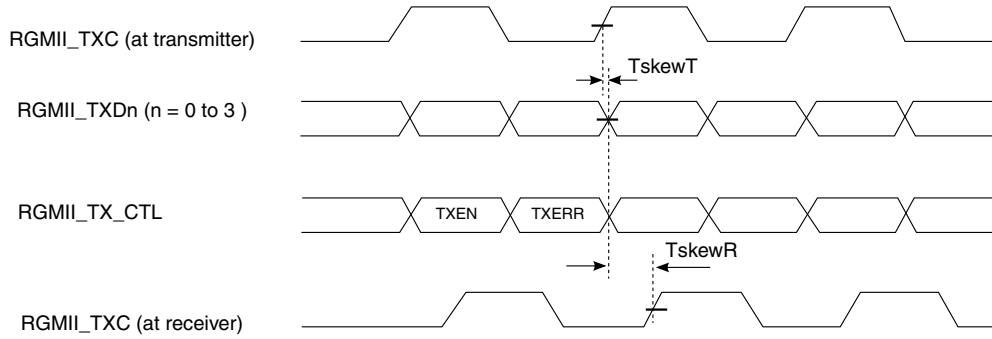 RGMII_TXC (at transmitter)
TskewT
RGMII_TXDn (n = 0 to 3 )
RGMII_TX_CTL
TXEN
TXERR
TskewR
RGMII_TXC (at receiver)